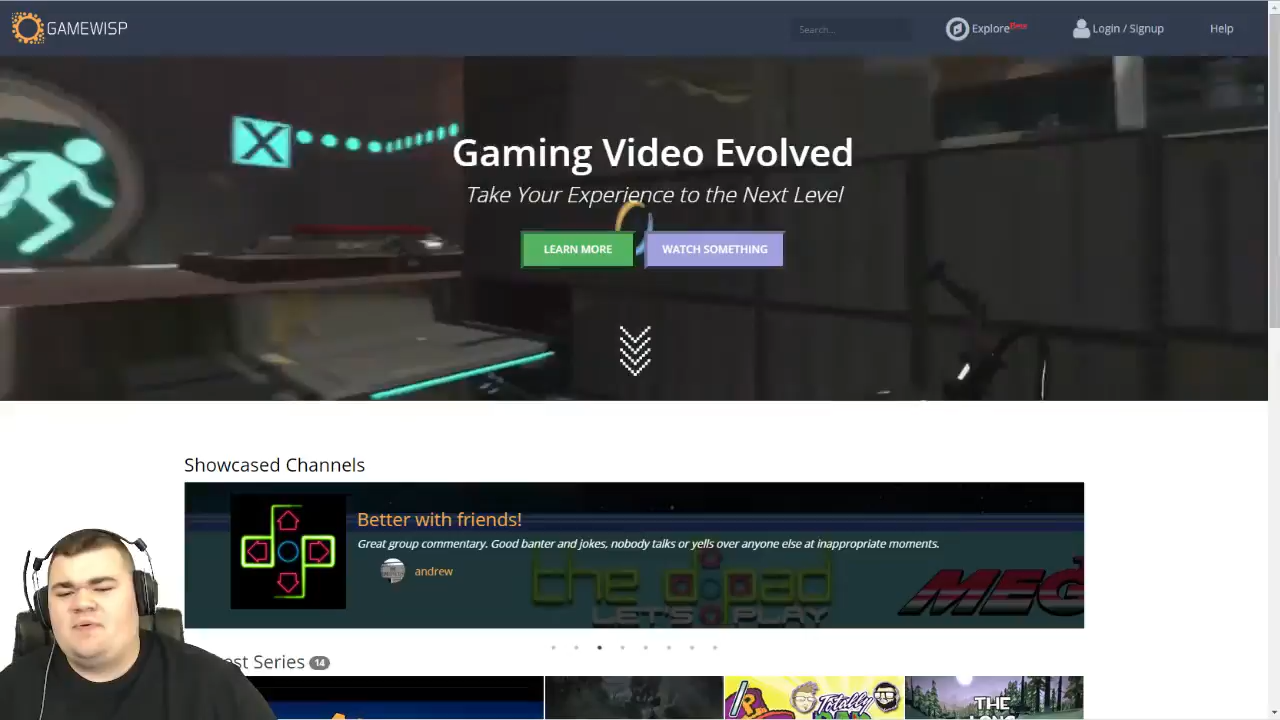 GAMEWISP
Search...
Explore Beta
Login / Signup
Help
X
Gaming Video Evolved
Take Your Experience to the Next Level
LEARN MORE
WATCH SOMETHING
Showcased Channels
Better with friends!
Great group commentary. Good banter and jokes, nobody talks or yells over anyone else at inappropriate moments.
andrew
the d|pad
LET'S PLAY
est Series 14
Totally
THE